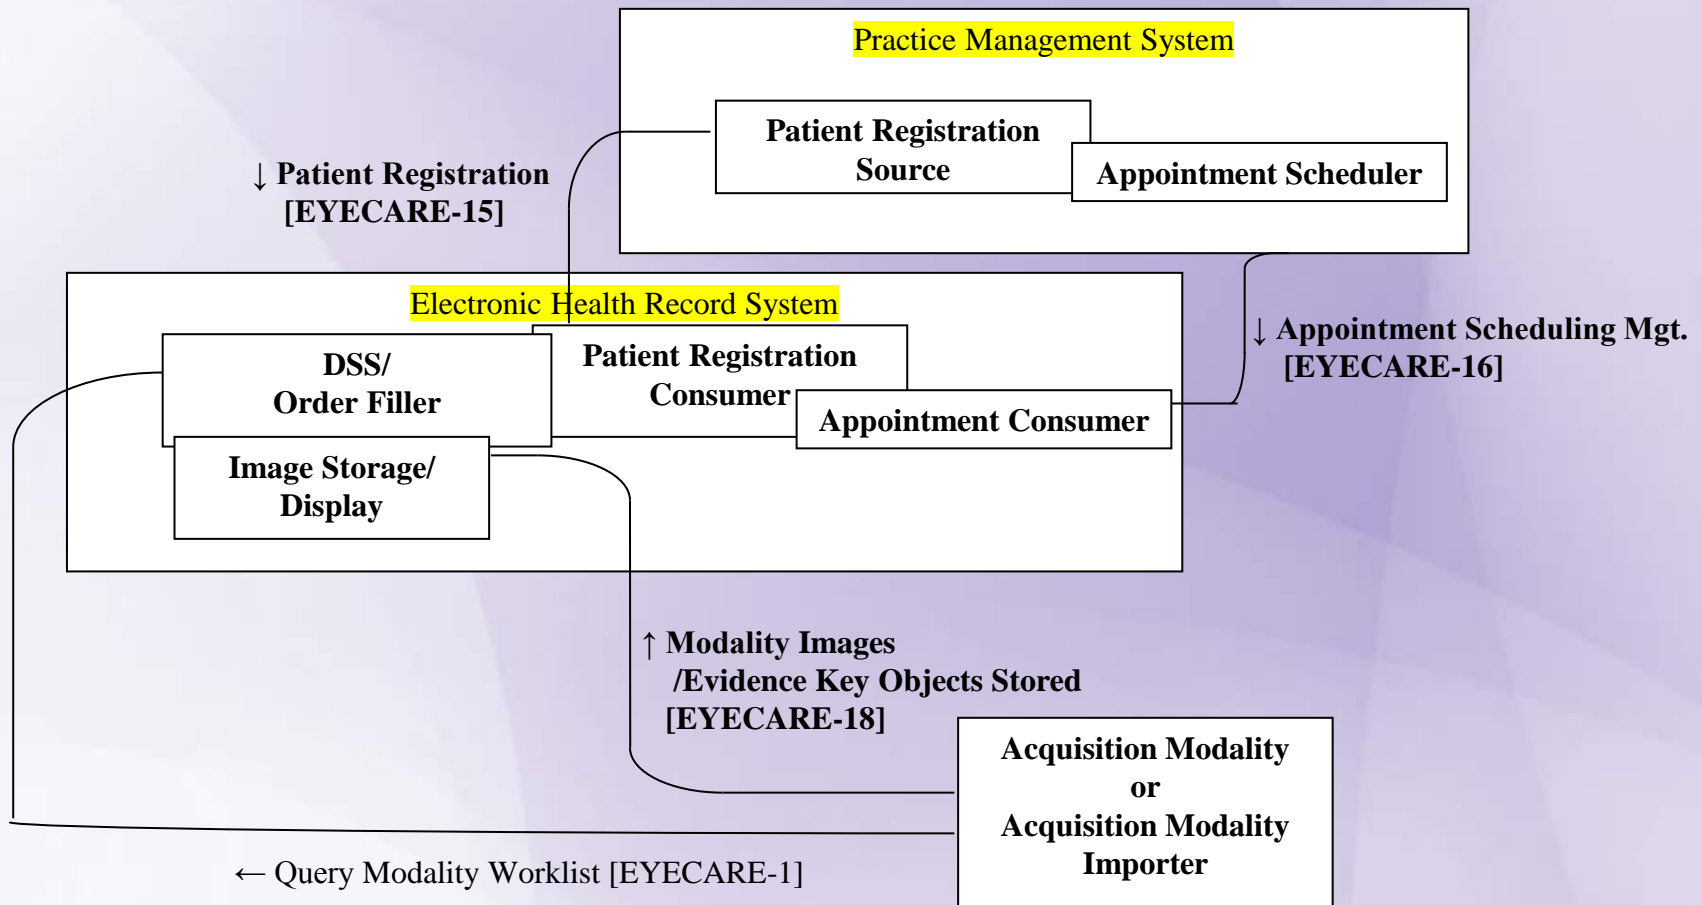 Practice Management System
Patient Registration
Source
Appointment Scheduler
↓ Patient Registration
[EYECARE-15]
Electronic Health Record System
DSS/
Order Filler
Patient Registration
Consumer
Appointment Consumer
↓ Appointment Scheduling Mgt.
[EYECARE-16]
Image Storage/
Display
↑ Modality Images
/Evidence Key Objects Stored
[EYECARE-18]
Acquisition Modality
or
Acquisition Modality
Importer
← Query Modality Worklist [EYECARE-1]